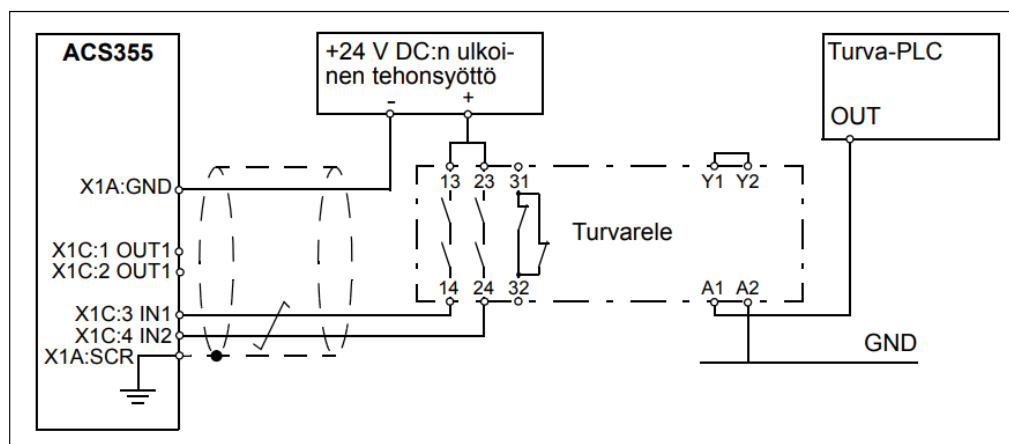 ACS355
+24 V DC:n ulkoi-
nen tehonsyöttö
- +
Turva-PLC
OUT
13 23 31
Y1 Y2
X1A:GND
Turvarele
X1C:1 OUT1
X1C:2 OUT1
14 24 32
A1 A2
X1C:3 IN1
X1C:4 IN2
X1A:SCR
GND